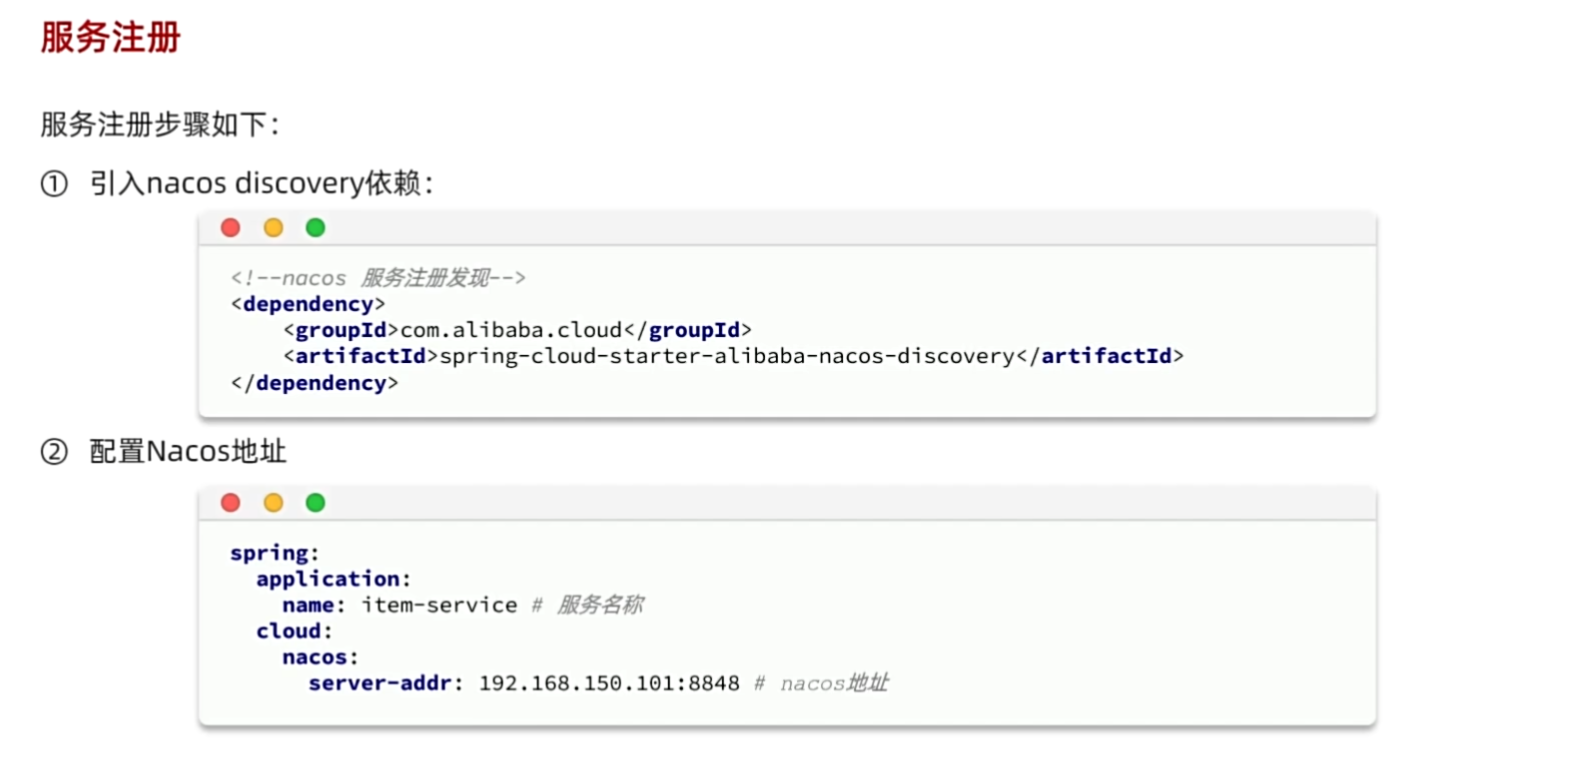 服务注册
服务注册步骤如下：
① 引入nacos discovery依赖：
<!--nacos 服务注册发现-->
<dependency>
    <groupId>com.alibaba.cloud</groupId>
    <artifactId>spring-cloud-starter-alibaba-nacos-discovery</artifactId>
</dependency>
② 配置Nacos地址
spring:
  application:
    name: item-service # 服务名称
  cloud:
    nacos:
      server-addr: 192.168.150.101:8848 # nacos地址